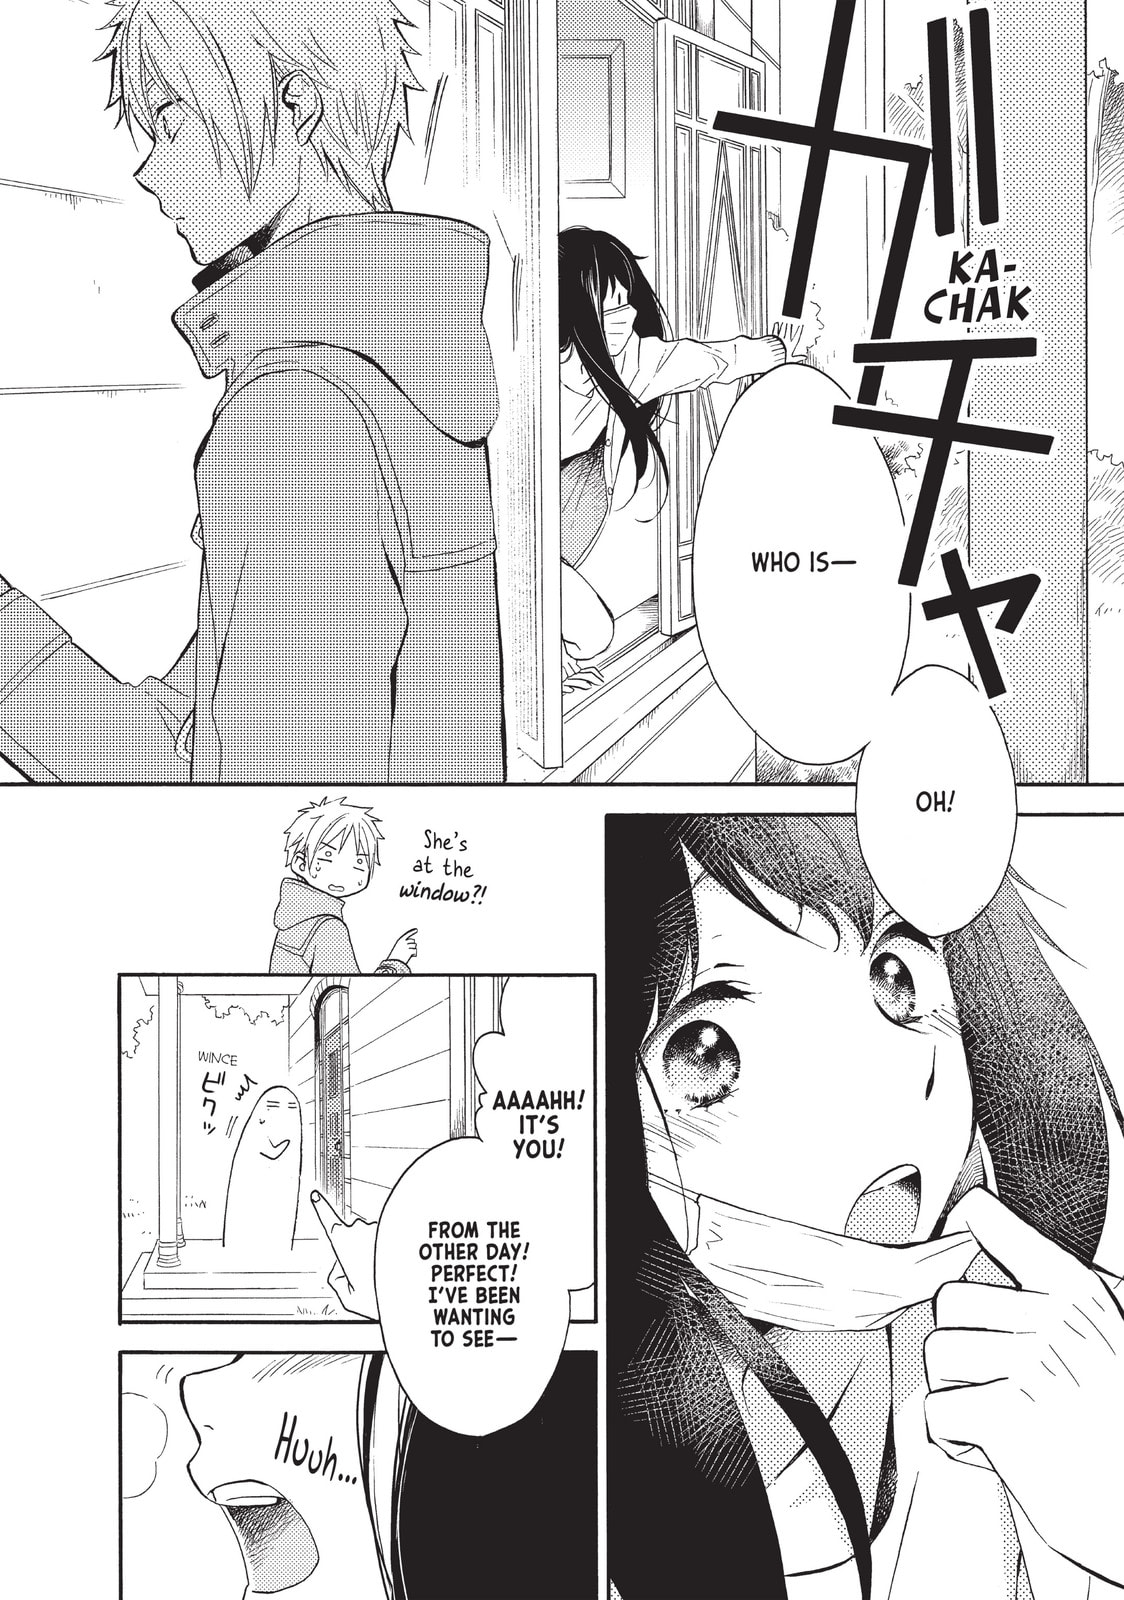 ガチャ
KA-
CHAK
WHO IS—
OH!
She's
at the
window?!
AAAAHH!
IT'S
YOU!
FROM THE
OTHER DAY!
PERFECT!
I'VE BEEN
WANTING
TO SEE—
WINCE
ビクッ
Huuh...